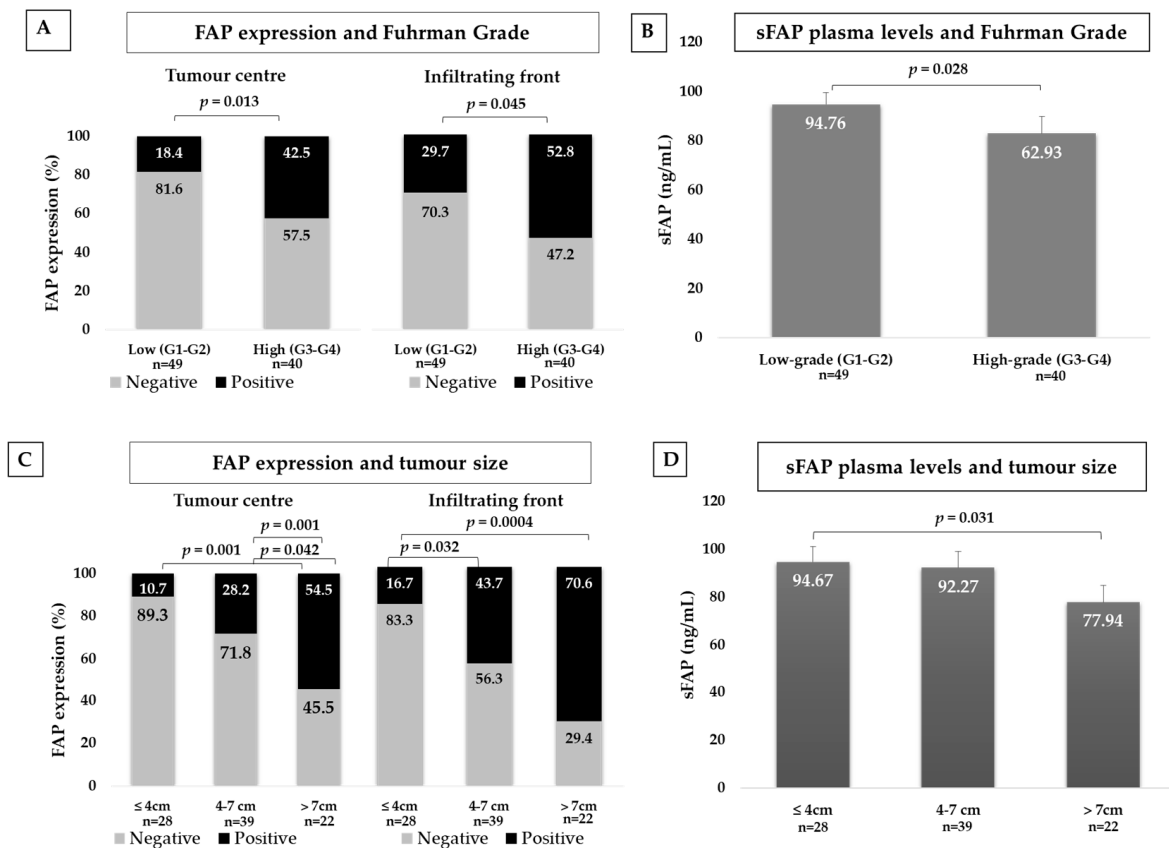 A
FAP expression and Fuhrman Grade
Tumour centre
Infiltrating front
p = 0.013
p = 0.045
FAP expression (%)
100
80
60
40
20
0
18.4
81.6
42.5
57.5
29.7
70.3
52.8
47.2
Low (G1-G2)
n=49
High (G3-G4)
n=40
Low (G1-G2)
n=49
High (G3-G4)
n=40
Negative Positive
Negative Positive
B
sFAP plasma levels and Fuhrman Grade
p = 0.028
sFAP (ng/mL)
120
100
80
60
40
20
0
94.76
62.93
Low-grade (G1-G2)
n=49
High-grade (G3-G4)
n=40
C
FAP expression and tumour size
Tumour centre
Infiltrating front
p = 0.001
p = 0.001
p = 0.042
p = 0.0004
p = 0.032
FAP expression (%)
100
80
60
40
20
0
10.7
89.3
28.2
71.8
54.5
45.5
16.7
83.3
43.7
56.3
70.6
29.4
≤ 4cm
n=28
4-7 cm
n=39
> 7cm
n=22
≤ 4cm
n=28
4-7 cm
n=39
> 7cm
n=22
Negative Positive
Negative Positive
D
sFAP plasma levels and tumour size
p = 0.031
sFAP (ng/mL)
120
100
80
60
40
20
0
94.67
92.27
77.94
≤ 4cm
n=28
4-7 cm
n=39
> 7cm
n=22